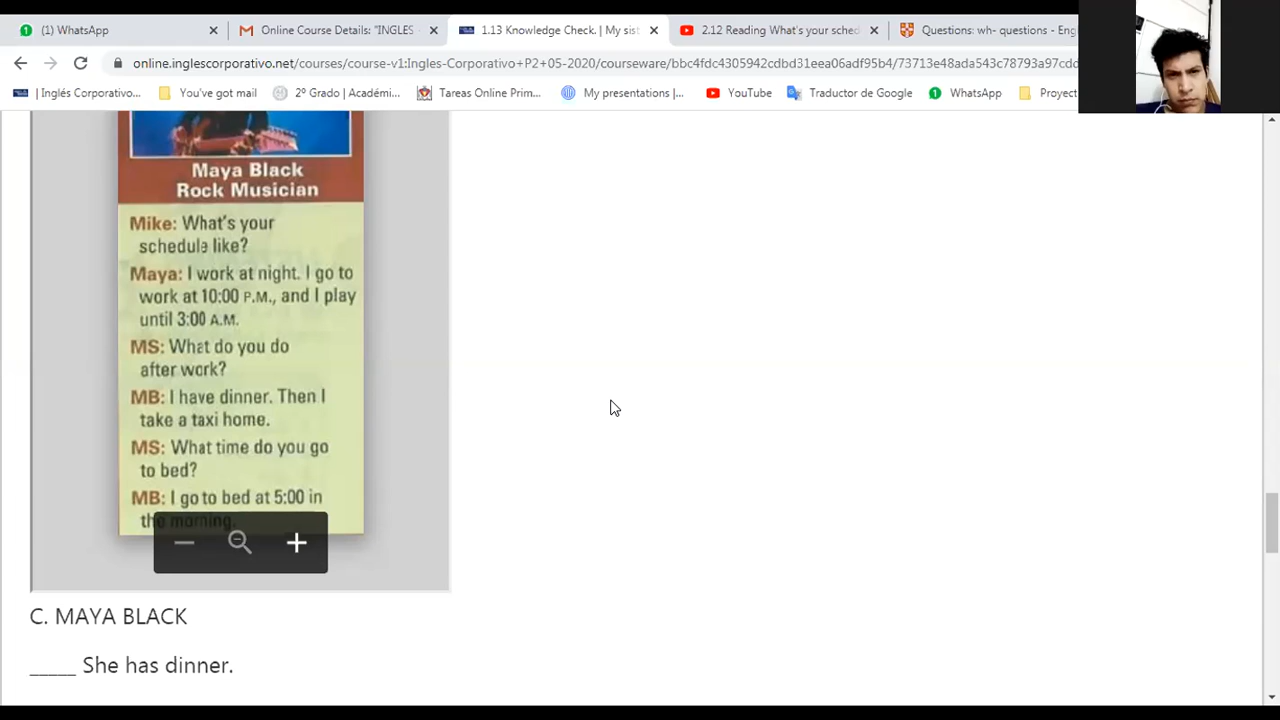 WhatsApp
Online Course Details: "INGLES
1.13 Knowledge Check. | My sist
2.12 Reading What's your sched
Questions: wh- questions - Eng
online.inglescorporativo.net/courses/course-v1:Ingles-Corporativo+P2+05-2020/courseware/bbc4fdc4305942cdbd31eea06adf95b4/73713e48ada543c78793a97cdd
| Inglés Corporativo...
You've got mail
2º Grado | Académi...
Tareas Online Prim...
My presentations |...
YouTube
Traductor de Google
WhatsApp
Proyect
Maya Black
Rock Musician
Mike: What's your
schedule like?
Maya: I work at night. I go to
work at 10:00 P.M., and I play
until 3:00 A.M.
MS: What do you do
after work?
MB: I have dinner. Then I
take a taxi home.
MS: What time do you go
to bed?
MB: I go to bed at 5:00 in
the morning.
C. MAYA BLACK
_____ She has dinner.